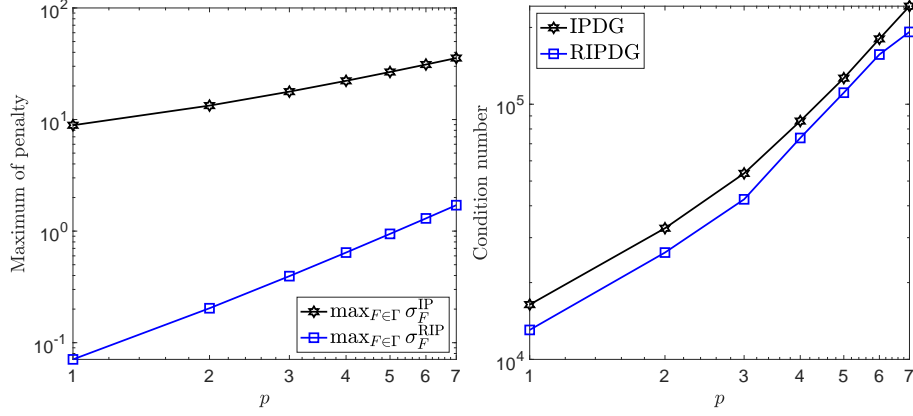 Maximum of penalty
10^2
10^1
10^0
10^-1
1 2 3 4 5 6 7
p
max_{F∈Γ} σ_F^{IP}
max_{F∈Γ} σ_F^{RIP}
Condition number
10^5
10^4
1 2 3 4 5 6 7
p
IPDG
RIPDG